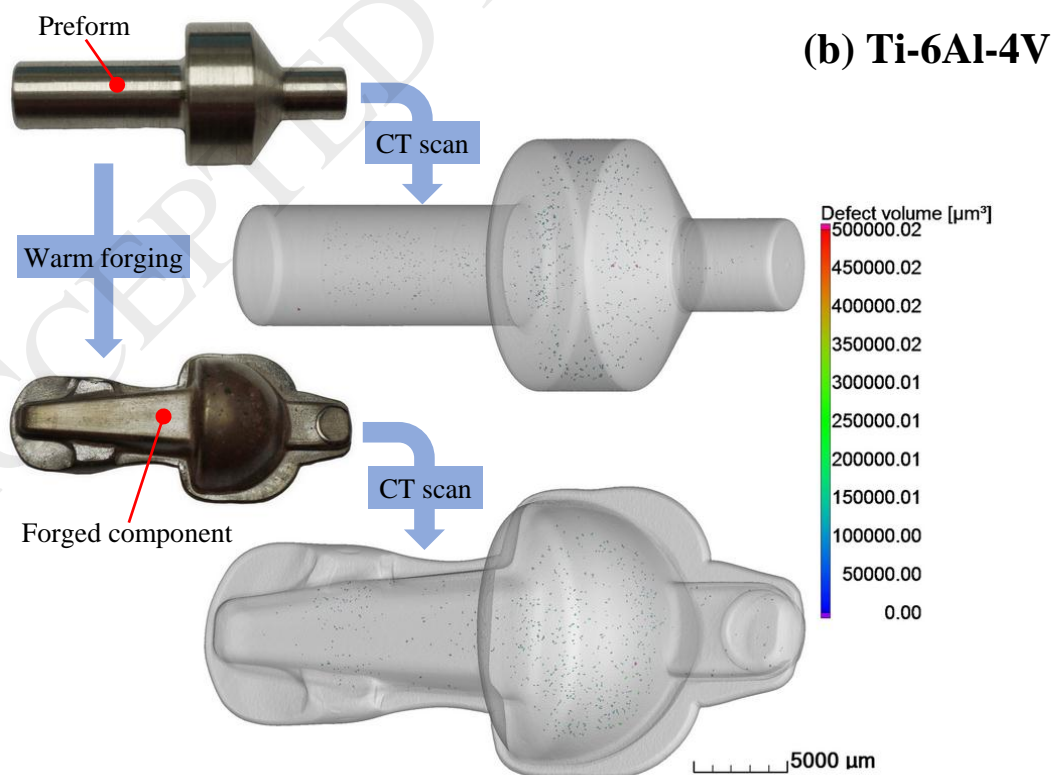 Preform
(b) Ti-6Al-4V
CT scan
Defect volume [µm³]
500000.02
450000.02
400000.02
350000.02
300000.01
250000.01
200000.01
150000.01
100000.00
50000.00
0.00
Warm forging
CT scan
Forged component
5000 µm